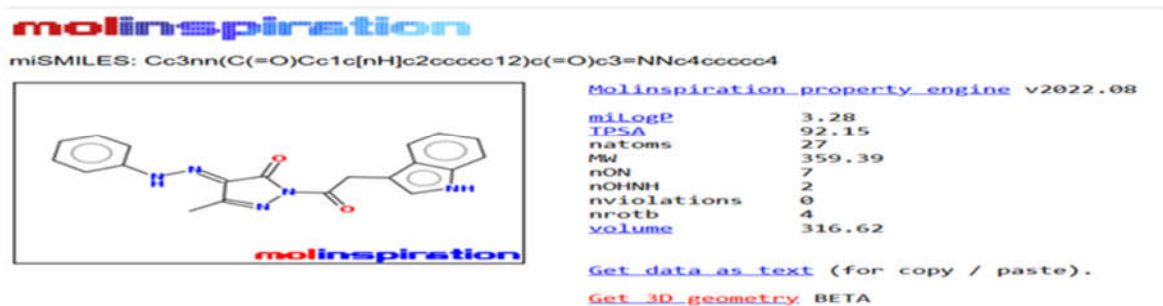 molinspiration
miSMILES: Cc3nn(C(=O)Cc1c[nH]c2ccccc12)c(=O)c3=NNc4ccccc4
Molinspiration property engine v2022.08
miLogP 3.28
TPSA 92.15
natoms 27
MW 359.39
nON 7
nOHNH 2
nviolations 0
nrotb 4
volume 316.62
O
N
N
H
N
N
O
NH
molinspiration
Get data as text (for copy / paste).
Get 3D geometry BETA